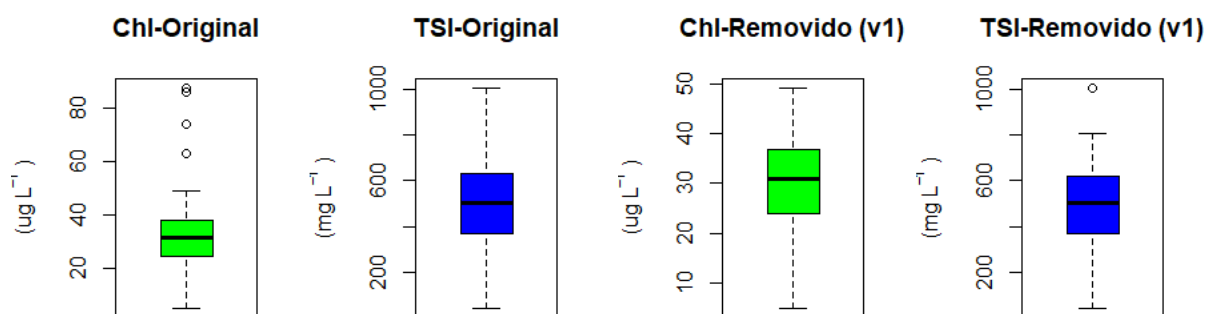 Chl-Original
TSI-Original
Chl-Removido (v1)
TSI-Removido (v1)
(ug L⁻¹ )
80
60
40
20
(mg L⁻¹ )
1000
600
200
(ug L⁻¹ )
50
40
30
20
10
(mg L⁻¹ )
1000
600
200